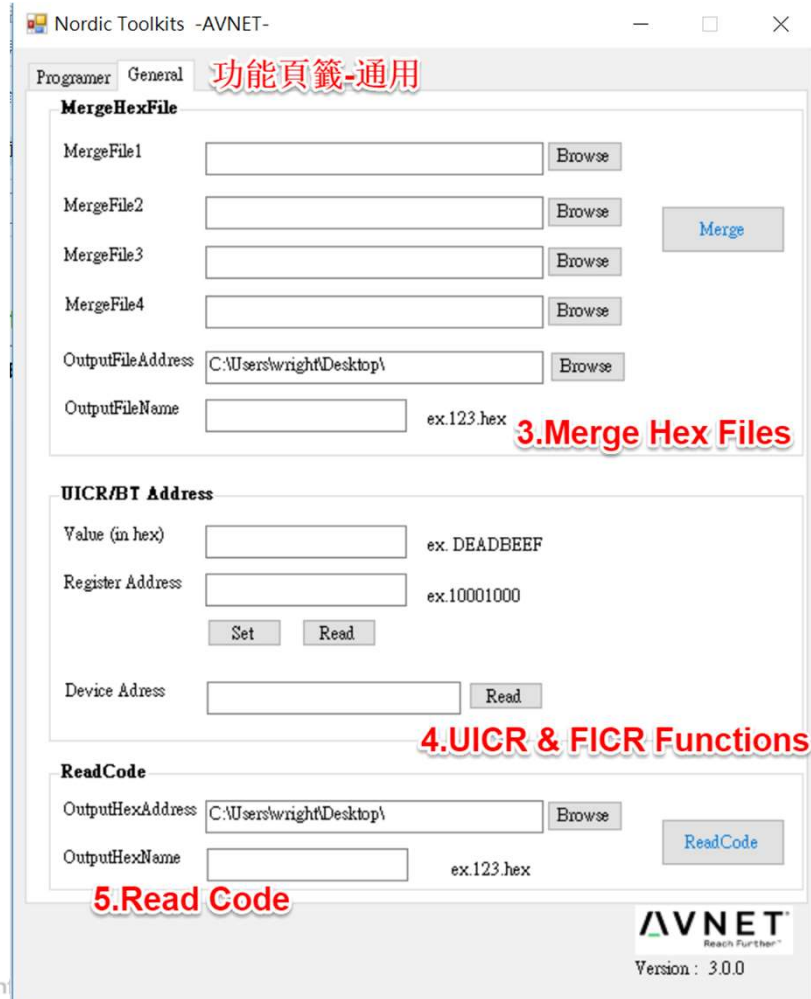 Nordic Toolkits -AVNET-
Programer General 功能頁籤-通用
MergeHexFile
MergeFile1 Browse
MergeFile2 Browse
Merge
MergeFile3 Browse
MergeFile4 Browse
OutputFileAddress C:\Users\wright\Desktop\ Browse
OutputFileName ex.123.hex
3.Merge Hex Files
UICR/BT Address
Value (in hex) ex. DEADBEEF
Register Address ex.10001000
Set Read
Device Adress Read
4.UICR & FICR Functions
ReadCode
OutputHexAddress C:\Users\wright\Desktop\ Browse
ReadCode
OutputHexName ex.123.hex
5.Read Code
AVNET
Reach Further™
Version : 3.0.0